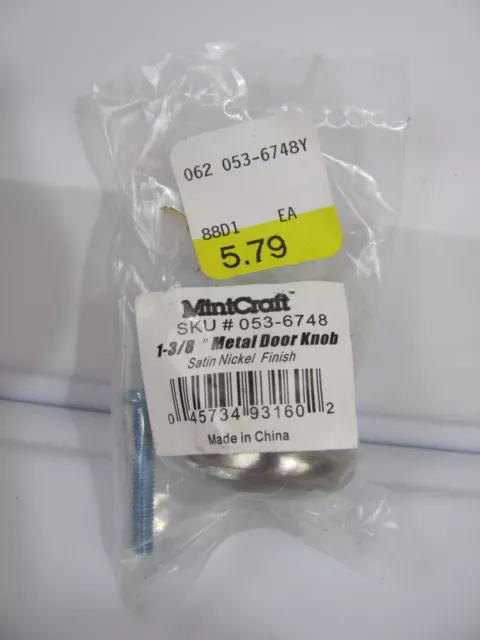 062 053-6748Y
88D1 EA
5.79
MintCraft™
SKU # 053-6748
1-3/8 " Metal Door Knob
Satin Nickel Finish
0 45734 93160 2
Made in China